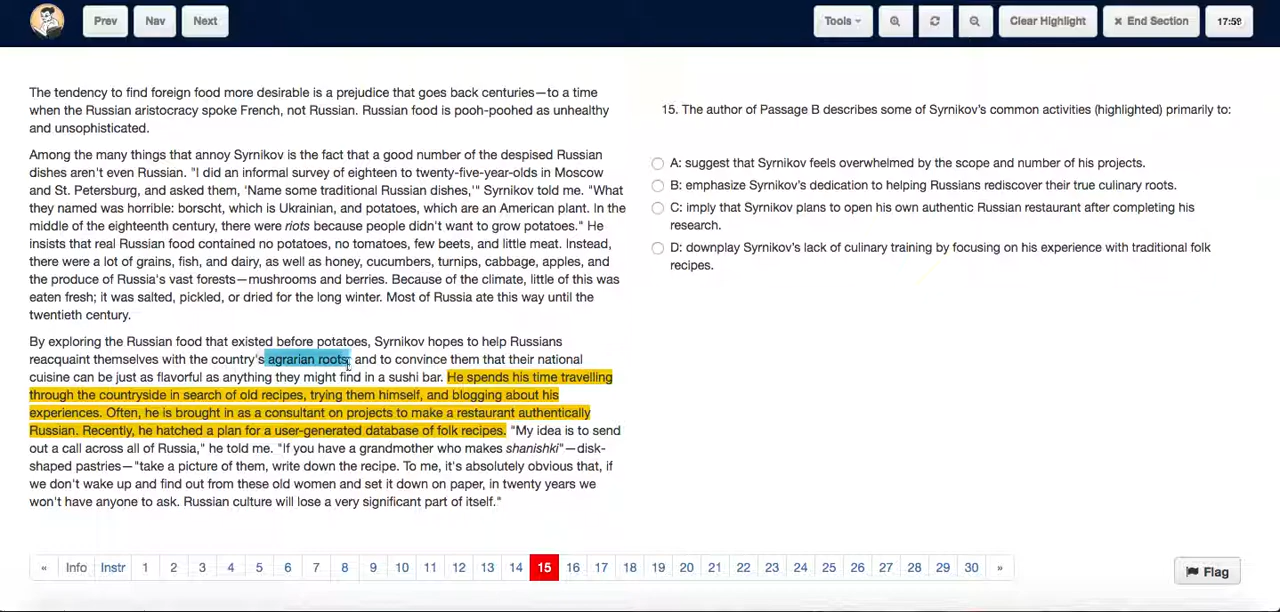 Prev Nav Next Tools Clear Highlight × End Section 17:59
The tendency to find foreign food more desirable is a prejudice that goes back centuries—to a time
when the Russian aristocracy spoke French, not Russian. Russian food is pooh-poohed as unhealthy
and unsophisticated.
Among the many things that annoy Syrnikov is the fact that a good number of the despised Russian
dishes aren't even Russian. "I did an informal survey of eighteen to twenty-five-year-olds in Moscow
and St. Petersburg, and asked them, 'Name some traditional Russian dishes,'" Syrnikov told me. "What
they named was horrible: borscht, which is Ukrainian, and potatoes, which are an American plant. In the
middle of the eighteenth century, there were riots because people didn't want to grow potatoes." He
insists that real Russian food contained no potatoes, no tomatoes, few beets, and little meat. Instead,
there were a lot of grains, fish, and dairy, as well as honey, cucumbers, turnips, cabbage, apples, and
the produce of Russia's vast forests—mushrooms and berries. Because of the climate, little of this was
eaten fresh; it was salted, pickled, or dried for the long winter. Most of Russia ate this way until the
twentieth century.
By exploring the Russian food that existed before potatoes, Syrnikov hopes to help Russians
reacquaint themselves with the country's agrarian roots, and to convince them that their national
cuisine can be just as flavorful as anything they might find in a sushi bar. He spends his time travelling
through the countryside in search of old recipes, trying them himself, and blogging about his
experiences. Often, he is brought in as a consultant on projects to make a restaurant authentically
Russian. Recently, he hatched a plan for a user-generated database of folk recipes. "My idea is to send
out a call across all of Russia," he told me. "If you have a grandmother who makes shanishki"—disk-
shaped pastries—"take a picture of them, write down the recipe. To me, it's absolutely obvious that, if
we don't wake up and find out from these old women and set it down on paper, in twenty years we
won't have anyone to ask. Russian culture will lose a very significant part of itself."
15. The author of Passage B describes some of Syrnikov's common activities (highlighted) primarily to:
A: suggest that Syrnikov feels overwhelmed by the scope and number of his projects.
B: emphasize Syrnikov's dedication to helping Russians rediscover their true culinary roots.
C: imply that Syrnikov plans to open his own authentic Russian restaurant after completing his
research.
D: downplay Syrnikov's lack of culinary training by focusing on his experience with traditional folk
recipes.
« Info Instr 1 2 3 4 5 6 7 8 9 10 11 12 13 14 15 16 17 18 19 20 21 22 23 24 25 26 27 28 29 30 »
Flag